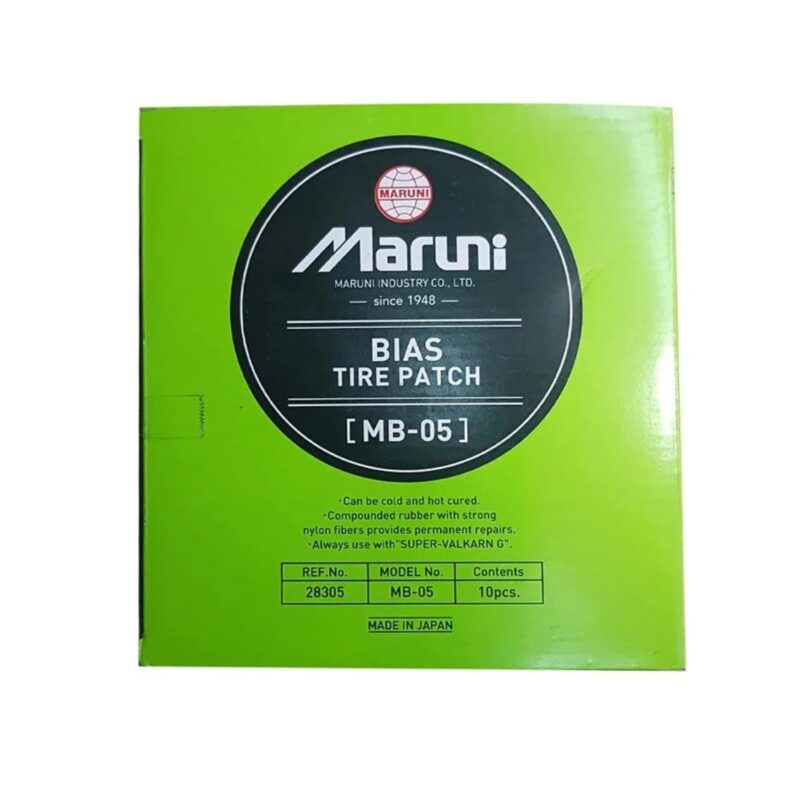 MARUNI
Maruni
MARUNI INDUSTRY CO., LTD.
since 1948
BIAS
TIRE PATCH
[MB-05]
·Can be cold and hot cured.
·Compounded rubber with strong
nylon fibers provides permanent repairs.
·Always use with"SUPER-VALKARN G".
REF.No. MODEL No. Contents
28305 MB-05 10pcs.
MADE IN JAPAN